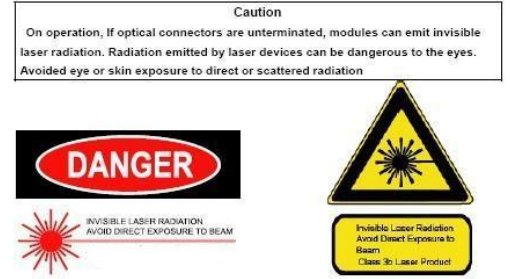 Caution
On operation, If optical connectors are unterminated, modules can emit invisible
laser radiation. Radiation emitted by laser devices can be dangerous to the eyes.
Avoided eye or skin exposure to direct or scattered radiation
DANGER
INVISIBLE LASER RADIATION
AVOID DIRECT EXPOSURE TO BEAM
Invisible Laser Radiation
Avoid Direct Exposure to
Beam
Class 3b Laser Product